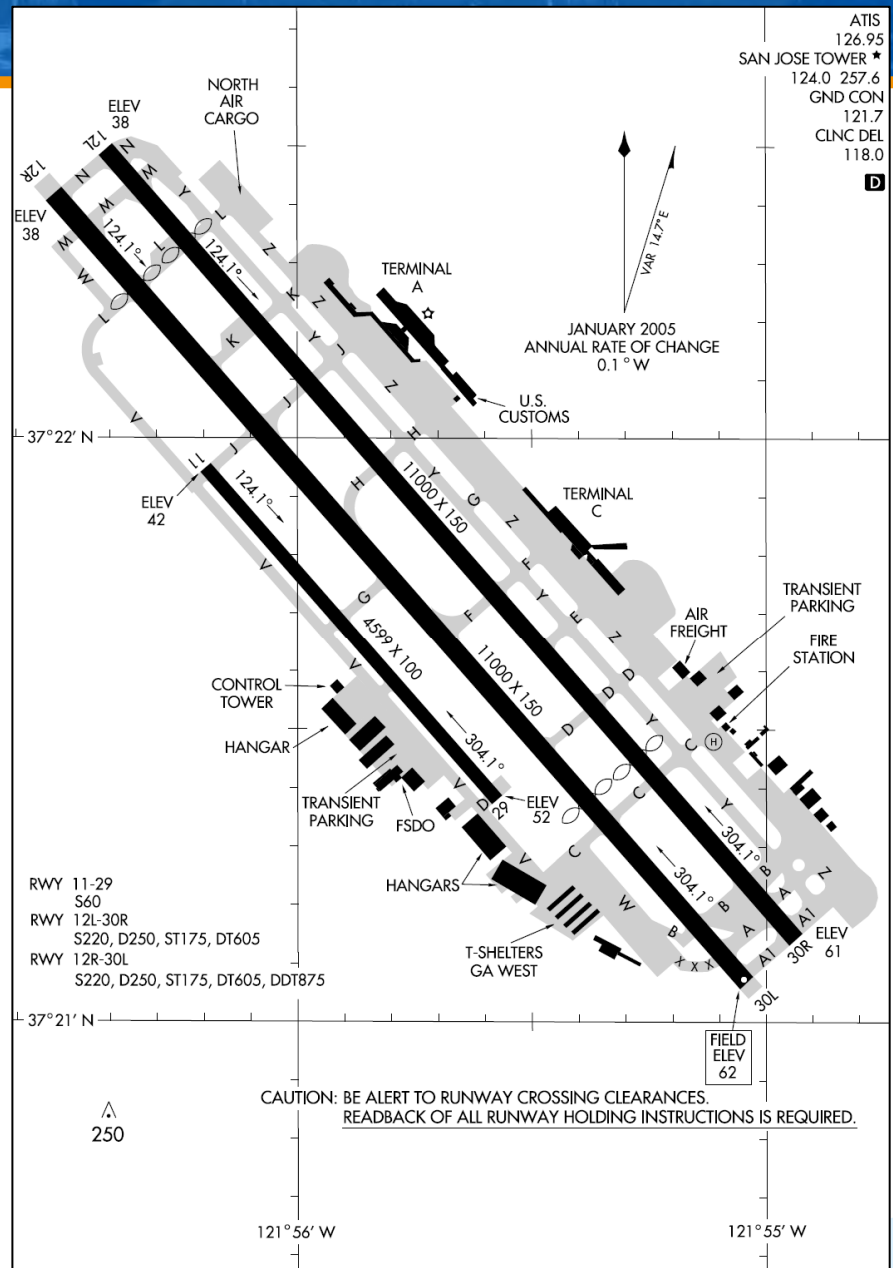 ATIS
126.95
SAN JOSE TOWER ★
124.0 257.6
GND CON
121.7
CLNC DEL
118.0
D
NORTH
AIR
CARGO
ELEV
38
12L
12R
ELEV
38
N
N
W
W
W
W
Y
L
L
L
Z
124.1°
124.1°
VAR 14.7° E
JANUARY 2005
ANNUAL RATE OF CHANGE
0.1° W
TERMINAL
A
U.S.
CUSTOMS
K
Z
K
Y
J
Z
J
J
J
V
37°22' N
11
ELEV
42
124.1°
H
Y
G
Z
H
11000 X 150
TERMINAL
C
V
G
F
F
Y
E
Z
V
4599 X 100
11000 X 150
AIR
FREIGHT
TRANSIENT
PARKING
FIRE
STATION
CONTROL
TOWER
HANGAR
TRANSIENT
PARKING
FSDO
304.1°
D
D
D
D
Y
C
H
V
D
29
ELEV
52
C
Y
HANGARS
V
C
W
304.1°
304.1°
B
B
B
A
A
Z
T-SHELTERS
GA WEST
X X X
A1
A1
30R
ELEV
61
30L
RWY 11-29
S60
RWY 12L-30R
S220, D250, ST175, DT605
RWY 12R-30L
S220, D250, ST175, DT605, DDT875
37°21' N
FIELD
ELEV
62
CAUTION: BE ALERT TO RUNWAY CROSSING CLEARANCES.
READBACK OF ALL RUNWAY HOLDING INSTRUCTIONS IS REQUIRED.
250
121°56' W
121°55' W